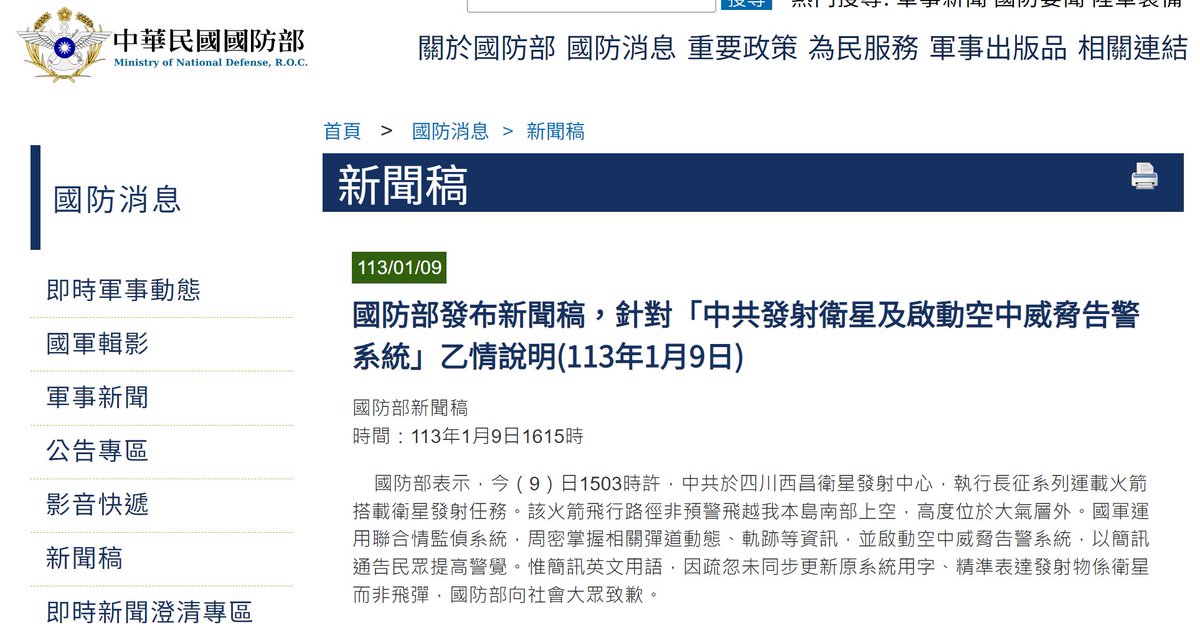 搜尋 熱門搜尋: 軍事新聞 國防要聞 陸軍裝備
中華民國國防部
Ministry of National Defense, R.O.C.
關於國防部 國防消息 重要政策 為民服務 軍事出版品 相關連結
首頁 > 國防消息 > 新聞稿
國防消息
即時軍事動態
國軍輯影
軍事新聞
公告專區
影音快遞
新聞稿
即時新聞澄清專區
新聞稿
113/01/09
國防部發布新聞稿，針對「中共發射衛星及啟動空中威脅告警
系統」乙情說明(113年1月9日)
國防部新聞稿
時間：113年1月9日1615時
國防部表示，今（9）日1503時許，中共於四川西昌衛星發射中心，執行長征系列運載火箭
搭載衛星發射任務。該火箭飛行路徑非預警飛越我本島南部上空，高度位於大氣層外。國軍運
用聯合情監偵系統，周密掌握相關彈道動態、軌跡等資訊，並啟動空中威脅告警系統，以簡訊
通告民眾提高警覺。惟簡訊英文用語，因疏忽未同步更新原系統用字、精準表達發射物係衛星
而非飛彈，國防部向社會大眾致歉。